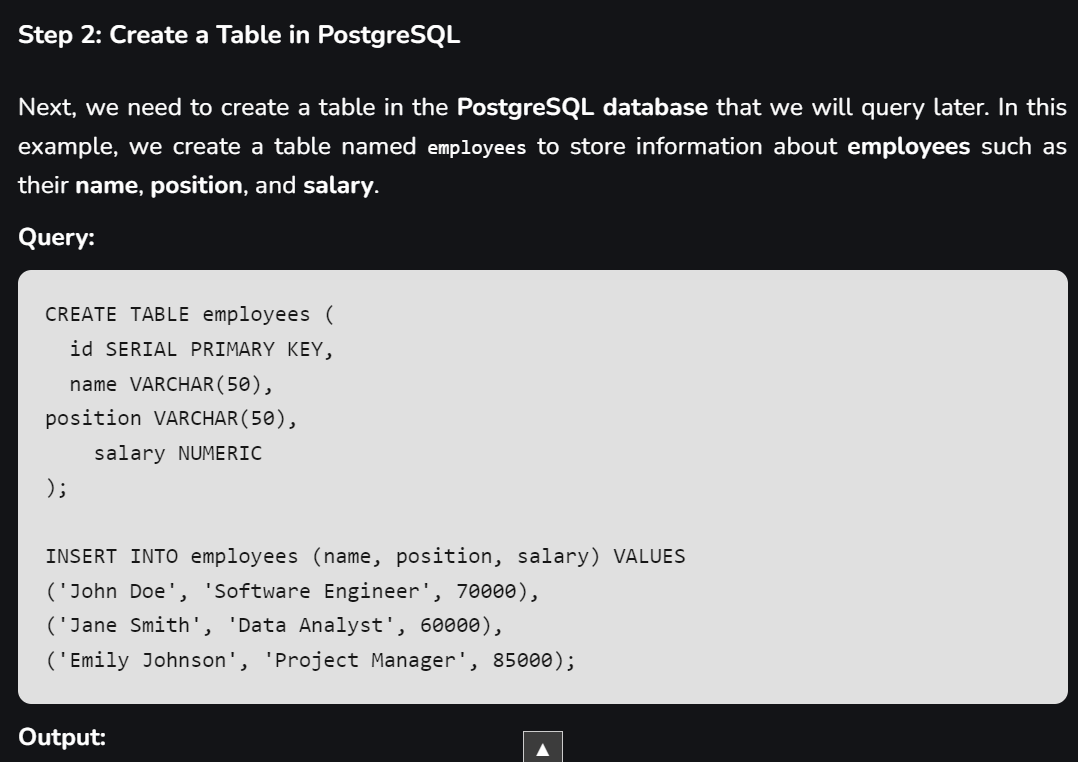 Step 2: Create a Table in PostgreSQL
Next, we need to create a table in the PostgreSQL database that we will query later. In this
example, we create a table named employees to store information about employees such as
their name, position, and salary.
Query:
CREATE TABLE employees (
  id SERIAL PRIMARY KEY,
  name VARCHAR(50),
position VARCHAR(50),
    salary NUMERIC
);
INSERT INTO employees (name, position, salary) VALUES
('John Doe', 'Software Engineer', 70000),
('Jane Smith', 'Data Analyst', 60000),
('Emily Johnson', 'Project Manager', 85000);
Output: